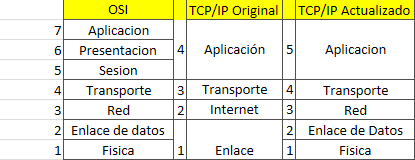 OSI TCP/IP Original TCP/IP Actualizado
7 Aplicacion
6 Presentacion 4 Aplicación 5 Aplicacion
5 Sesion
4 Transporte 3 Transporte 4 Transporte
3 Red 2 Internet 3 Red
2 Enlace de datos 2 Enlace De Datos
1 Fisica 1 Enlace 1 Fisica